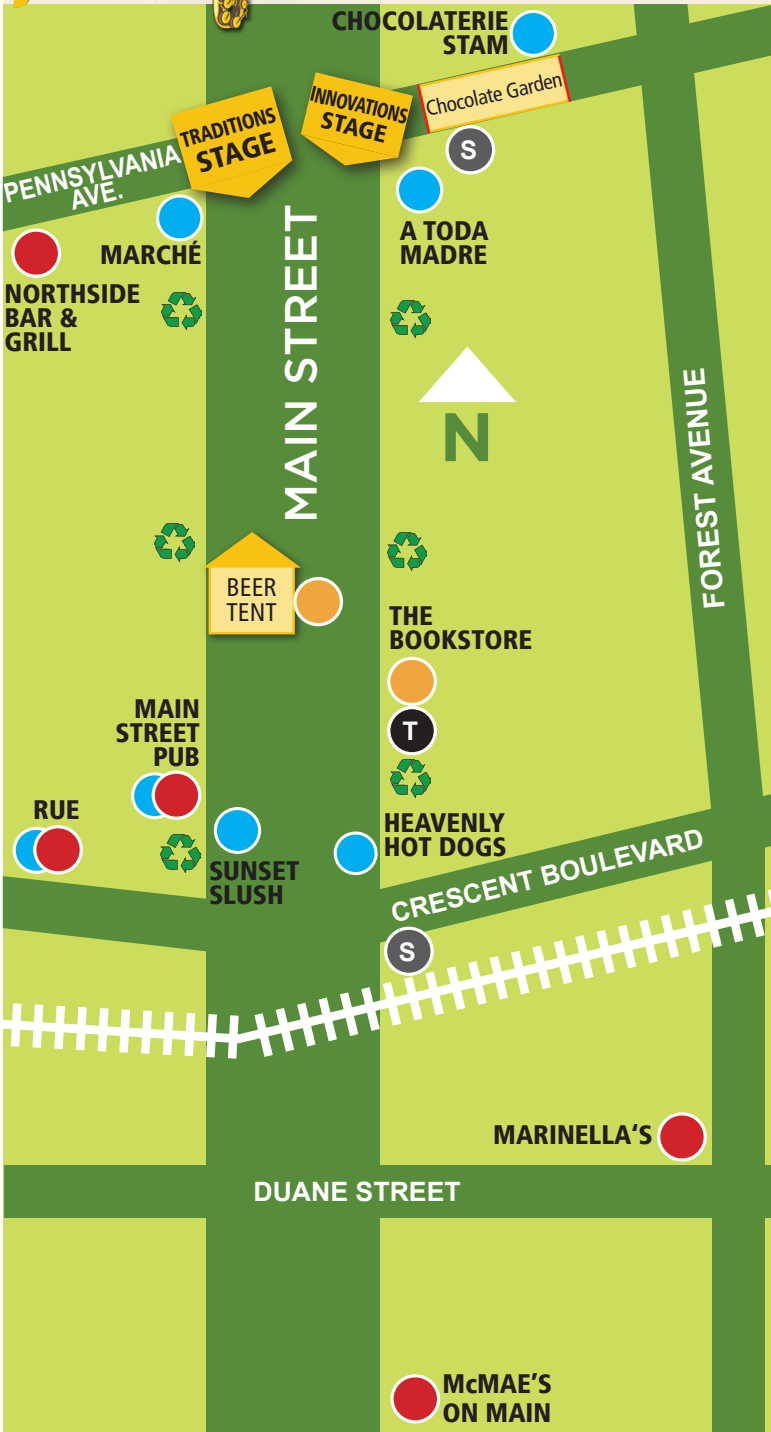 CHOCOLATERIE
STAM
Chocolate Garden
INNOVATIONS
STAGE
TRADITIONS
STAGE
S
PENNSYLVANIA
AVE.
A TODA
MADRE
MARCHÉ
NORTHSIDE
BAR &
GRILL
MAIN STREET
N
FOREST AVENUE
BEER
TENT
THE
BOOKSTORE
T
MAIN
STREET
PUB
RUE
HEAVENLY
HOT DOGS
SUNSET
SLUSH
CRESCENT BOULEVARD
S
MARINELLA‘S
DUANE STREET
McMAE'S
ON MAIN